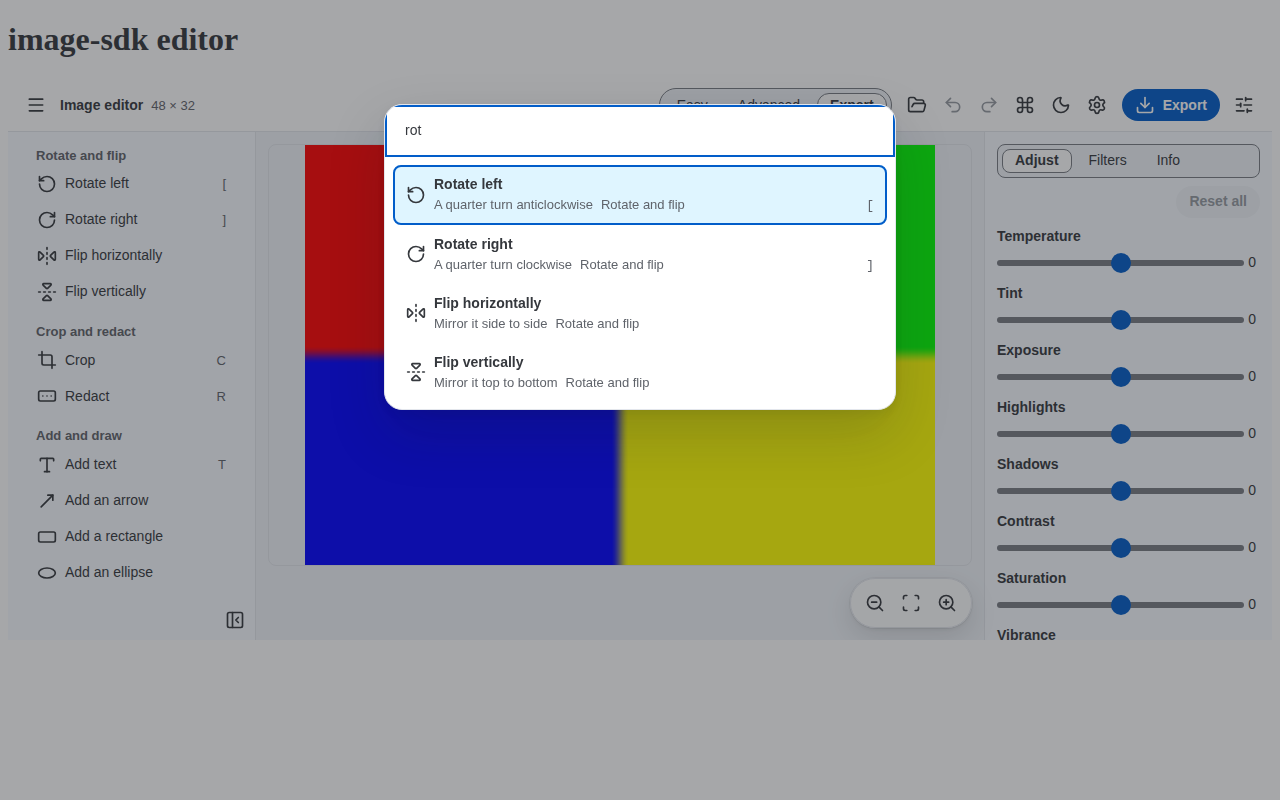 image-sdk editor
Image editor 48 × 32
Easy Advanced Export
Export
rot
Rotate left
A quarter turn anticlockwise Rotate and flip [
Rotate right
A quarter turn clockwise Rotate and flip ]
Flip horizontally
Mirror it side to side Rotate and flip
Flip vertically
Mirror it top to bottom Rotate and flip
Rotate and flip
Rotate left [
Rotate right ]
Flip horizontally
Flip vertically
Crop and redact
Crop C
Redact R
Add and draw
Add text T
Add an arrow
Add a rectangle
Add an ellipse
Adjust Filters Info
Reset all
Temperature
0
Tint
0
Exposure
0
Highlights
0
Shadows
0
Contrast
0
Saturation
0
Vibrance